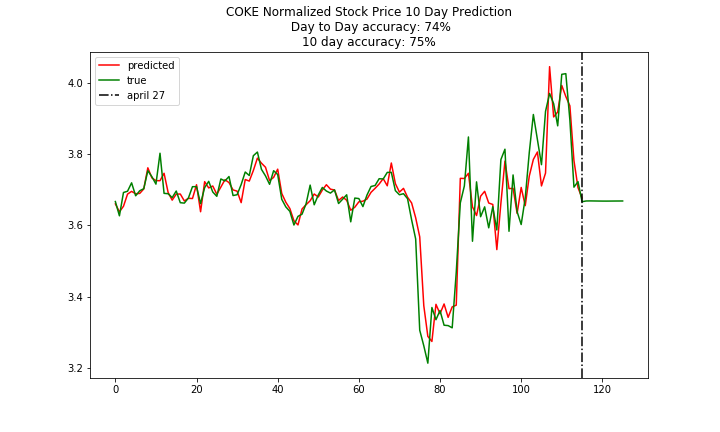 COKE Normalized Stock Price 10 Day Prediction
Day to Day accuracy: 74%
10 day accuracy: 75%
predicted
true
april 27
4.0
3.8
3.6
3.4
3.2
0 20 40 60 80 100 120